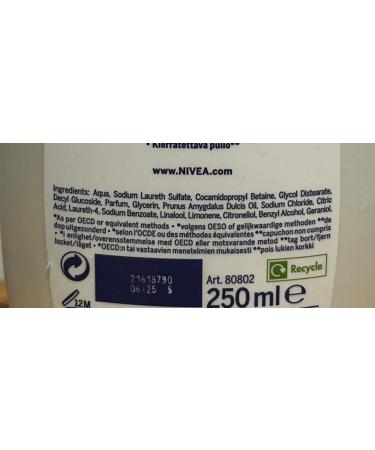 • Kierrätettävä pullo**
www.NIVEA.com
Ingredients: Aqua, Sodium Laureth Sulfate, Cocamidopropyl Betaine, Glycol Distearate,
Decyl Glucoside, Parfum, Glycerin, Prunus Amygdalus Dulcis Oil, Sodium Chloride, Citric
Acid, Laureth-4, Sodium Benzoate, Linalool, Limonene, Citronellol, Benzyl Alcohol, Geraniol.
*As per OECD or equivalent methods • *volgens OESO of gelijkwaardige methoden **de
dop uitgezonderd • *selon l'OCDE ou des méthodes équivalentes **capuchon non compris
• *i enlighet/overensstemmelse med OECD eller motsvarande metod **tag bort/fjern
locket/låget • *OECD:n tai vastaavien menetelmien mukaisesti **pois lukien korkki
21618790
06/25 S
12M
Art. 80802
250 ml e
Recycle